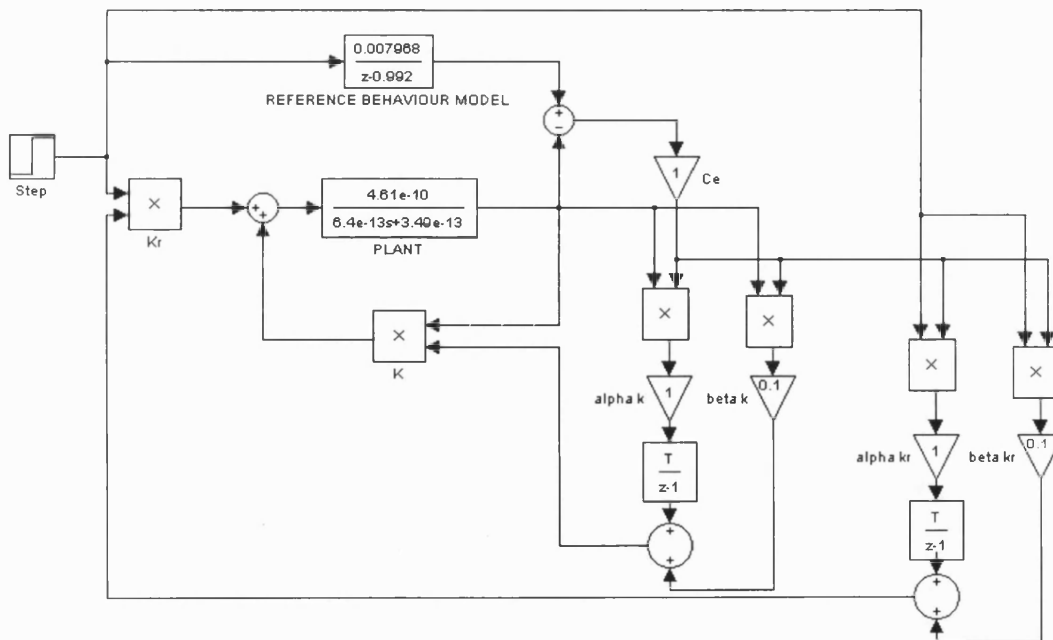 0.007968
z-0.992
REFERENCE BEHAVIOUR MODEL
+
−
Step
1
Ce
×
Kr
+
+
4.61e-10
6.4e-13s+3.49e-13
PLANT
×
K
×
×
×
×
alpha k
1
beta k
0.1
alpha kr
1
beta kr
0.1
T
z-1
T
z-1
+
+
+
+